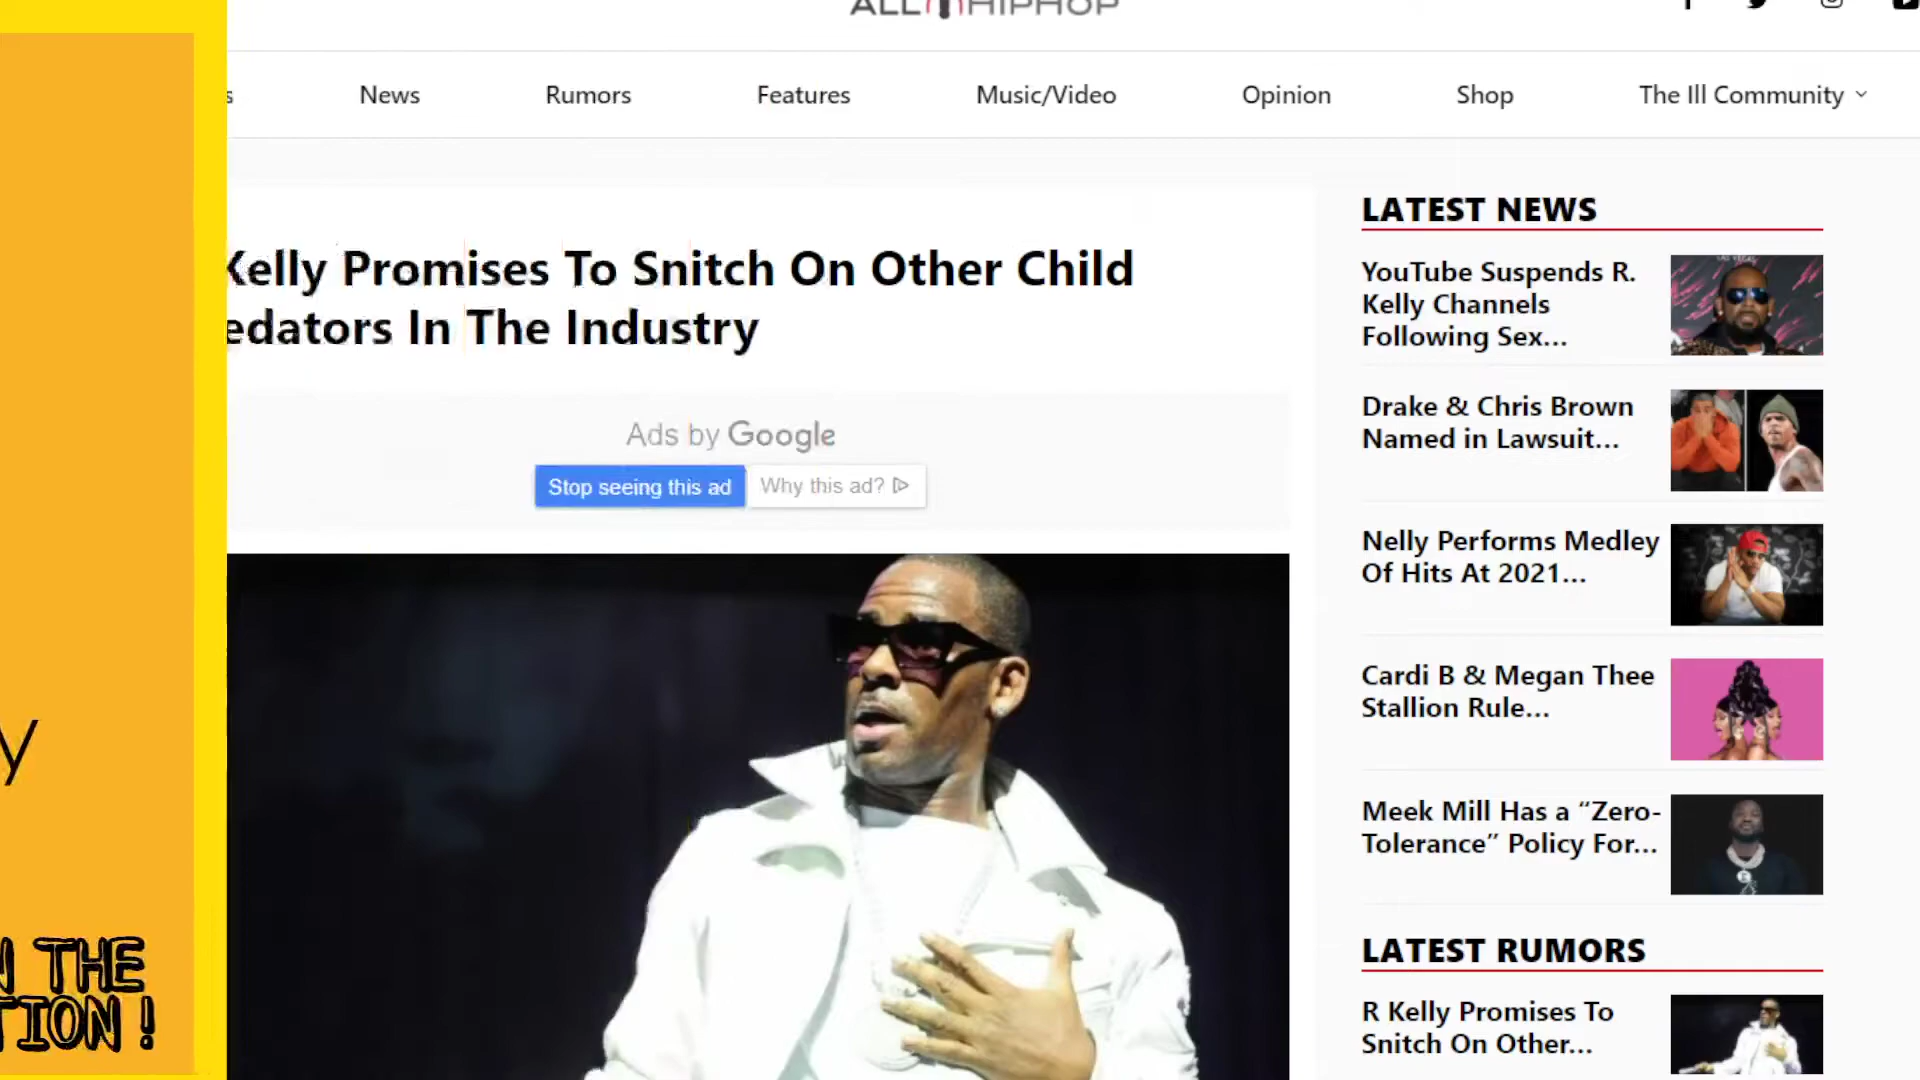 ALLHIPHOP
News
Rumors
Features
Music/Video
Opinion
Shop
The Ill Community
Kelly Promises To Snitch On Other Child
edators In The Industry
Ads by Google
Stop seeing this ad
Why this ad?
LATEST NEWS
YouTube Suspends R.
Kelly Channels
Following Sex...
Drake & Chris Brown
Named in Lawsuit...
Nelly Performs Medley
Of Hits At 2021...
Cardi B & Megan Thee
Stallion Rule...
Meek Mill Has a “Zero-
Tolerance” Policy For...
LATEST RUMORS
R Kelly Promises To
Snitch On Other...
y
N THE
TION!